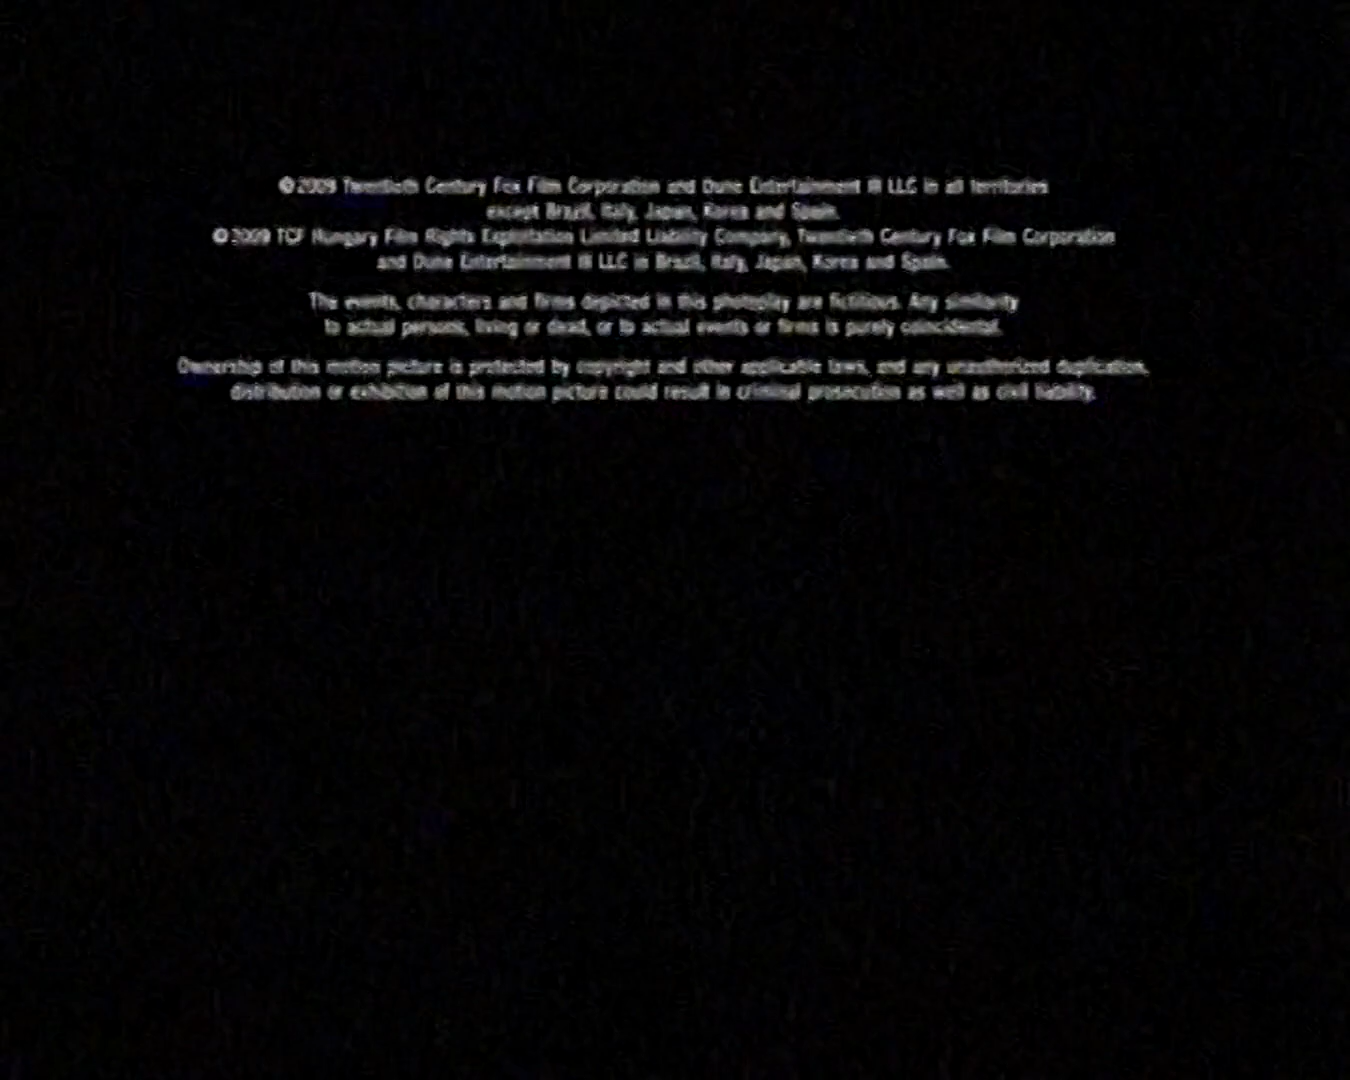 © 2009 Twentieth Century Fox Film Corporation and Dune Entertainment III LLC in all territories
except Brazil, Italy, Japan, Korea and Spain.
© 2009 TCF Hungary Film Rights Exploitation Limited Liability Company, Twentieth Century Fox Film Corporation
and Dune Entertainment III LLC in Brazil, Italy, Japan, Korea and Spain.
The events, characters and firms depicted in this photoplay are fictitious. Any similarity
to actual persons, living or dead, or to actual events or firms is purely coincidental.
Ownership of this motion picture is protected by copyright and other applicable laws, and any unauthorized duplication,
distribution or exhibition of this motion picture could result in criminal prosecution as well as civil liability.